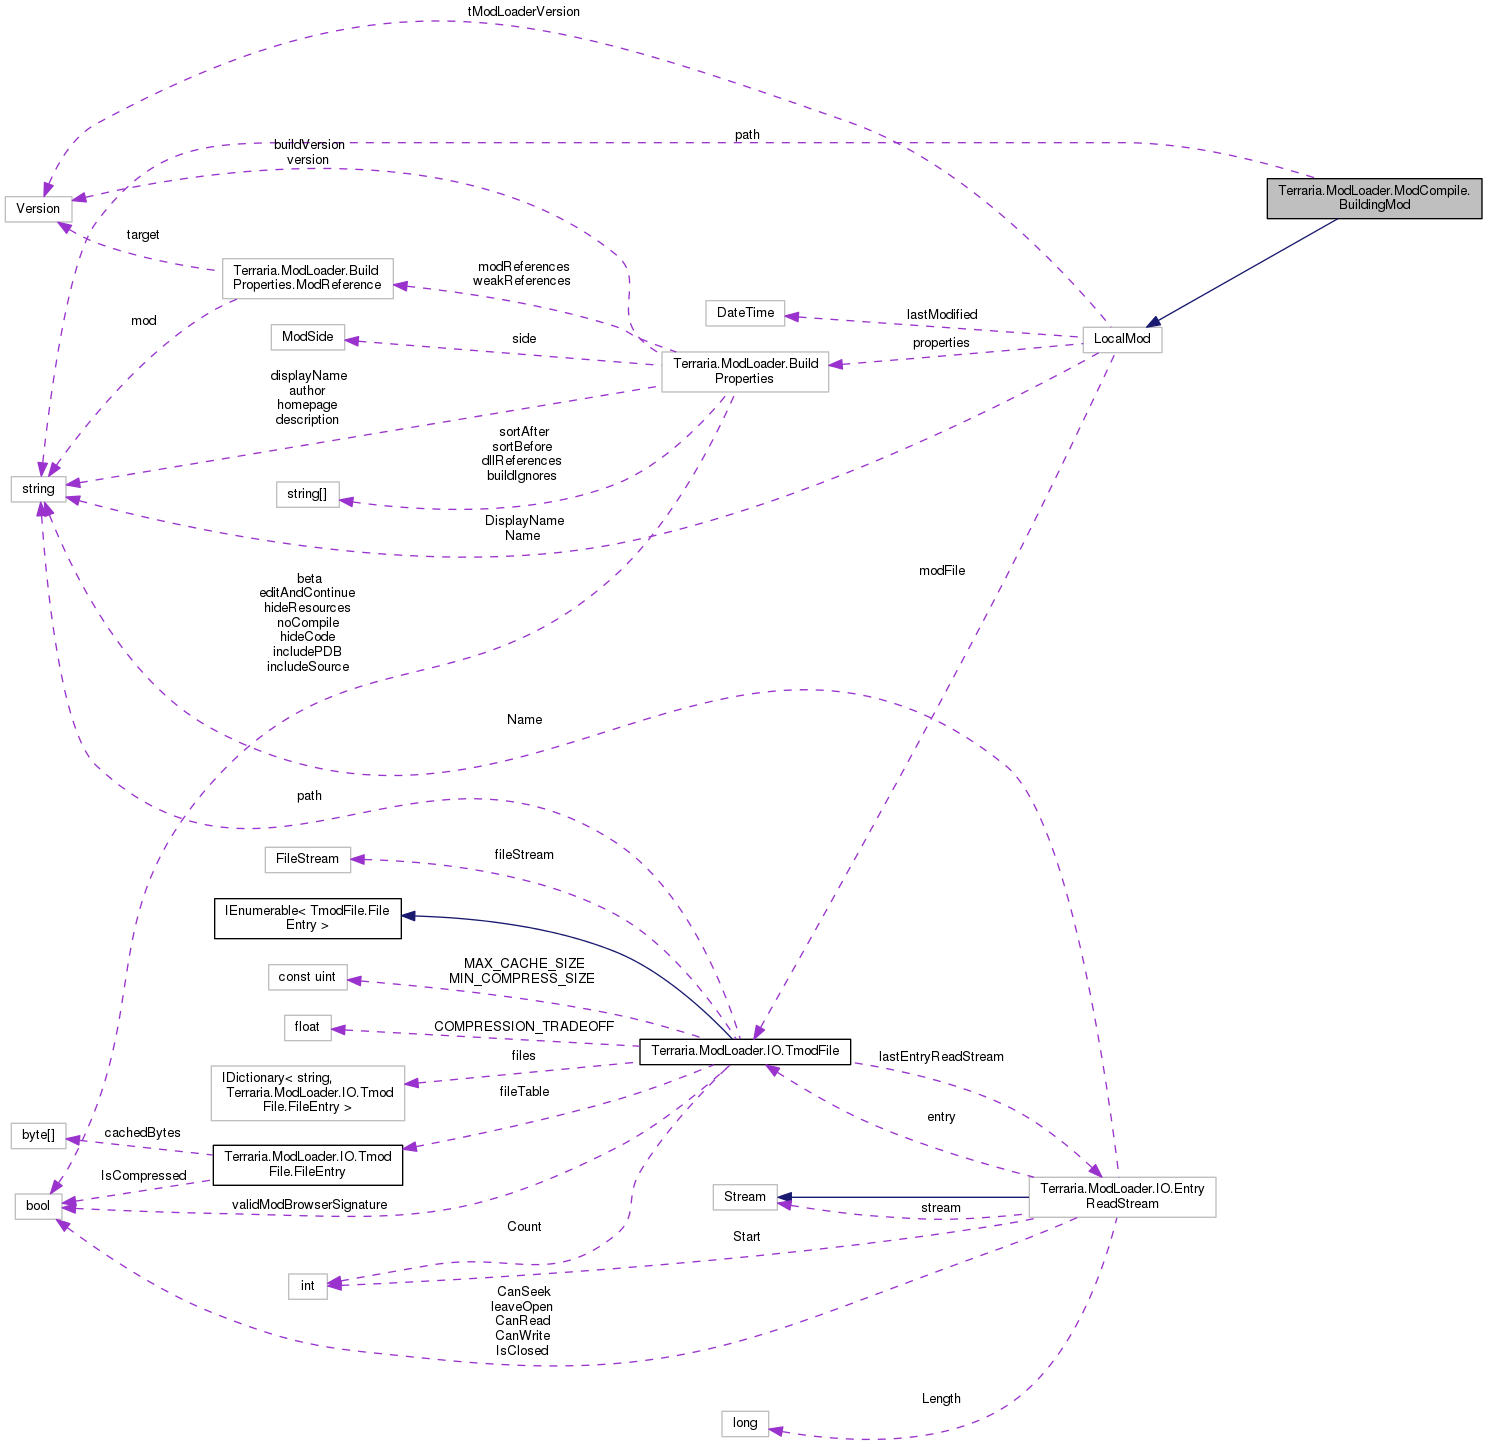 tModLoaderVersion
path
buildVersion
version
Terraria.ModLoader.ModCompile.
BuildingMod
Version
target
Terraria.ModLoader.Build
Properties.ModReference
modReferences
weakReferences
DateTime
lastModified
mod
ModSide
side
LocalMod
properties
Terraria.ModLoader.Build
Properties
displayName
author
homepage
description
sortAfter
sortBefore
dllReferences
buildIgnores
string
string[]
DisplayName
Name
modFile
beta
editAndContinue
hideResources
noCompile
hideCode
includePDB
includeSource
Name
path
FileStream
fileStream
IEnumerable< TmodFile.File
Entry >
const uint
MAX_CACHE_SIZE
MIN_COMPRESS_SIZE
float
COMPRESSION_TRADEOFF
Terraria.ModLoader.IO.TmodFile
lastEntryReadStream
files
IDictionary< string,
Terraria.ModLoader.IO.Tmod
File.FileEntry >
fileTable
entry
byte[]
cachedBytes
Terraria.ModLoader.IO.Tmod
File.FileEntry
IsCompressed
bool
validModBrowserSignature
Stream
stream
Terraria.ModLoader.IO.Entry
ReadStream
Count
Start
int
CanSeek
leaveOpen
CanRead
CanWrite
IsClosed
Length
long